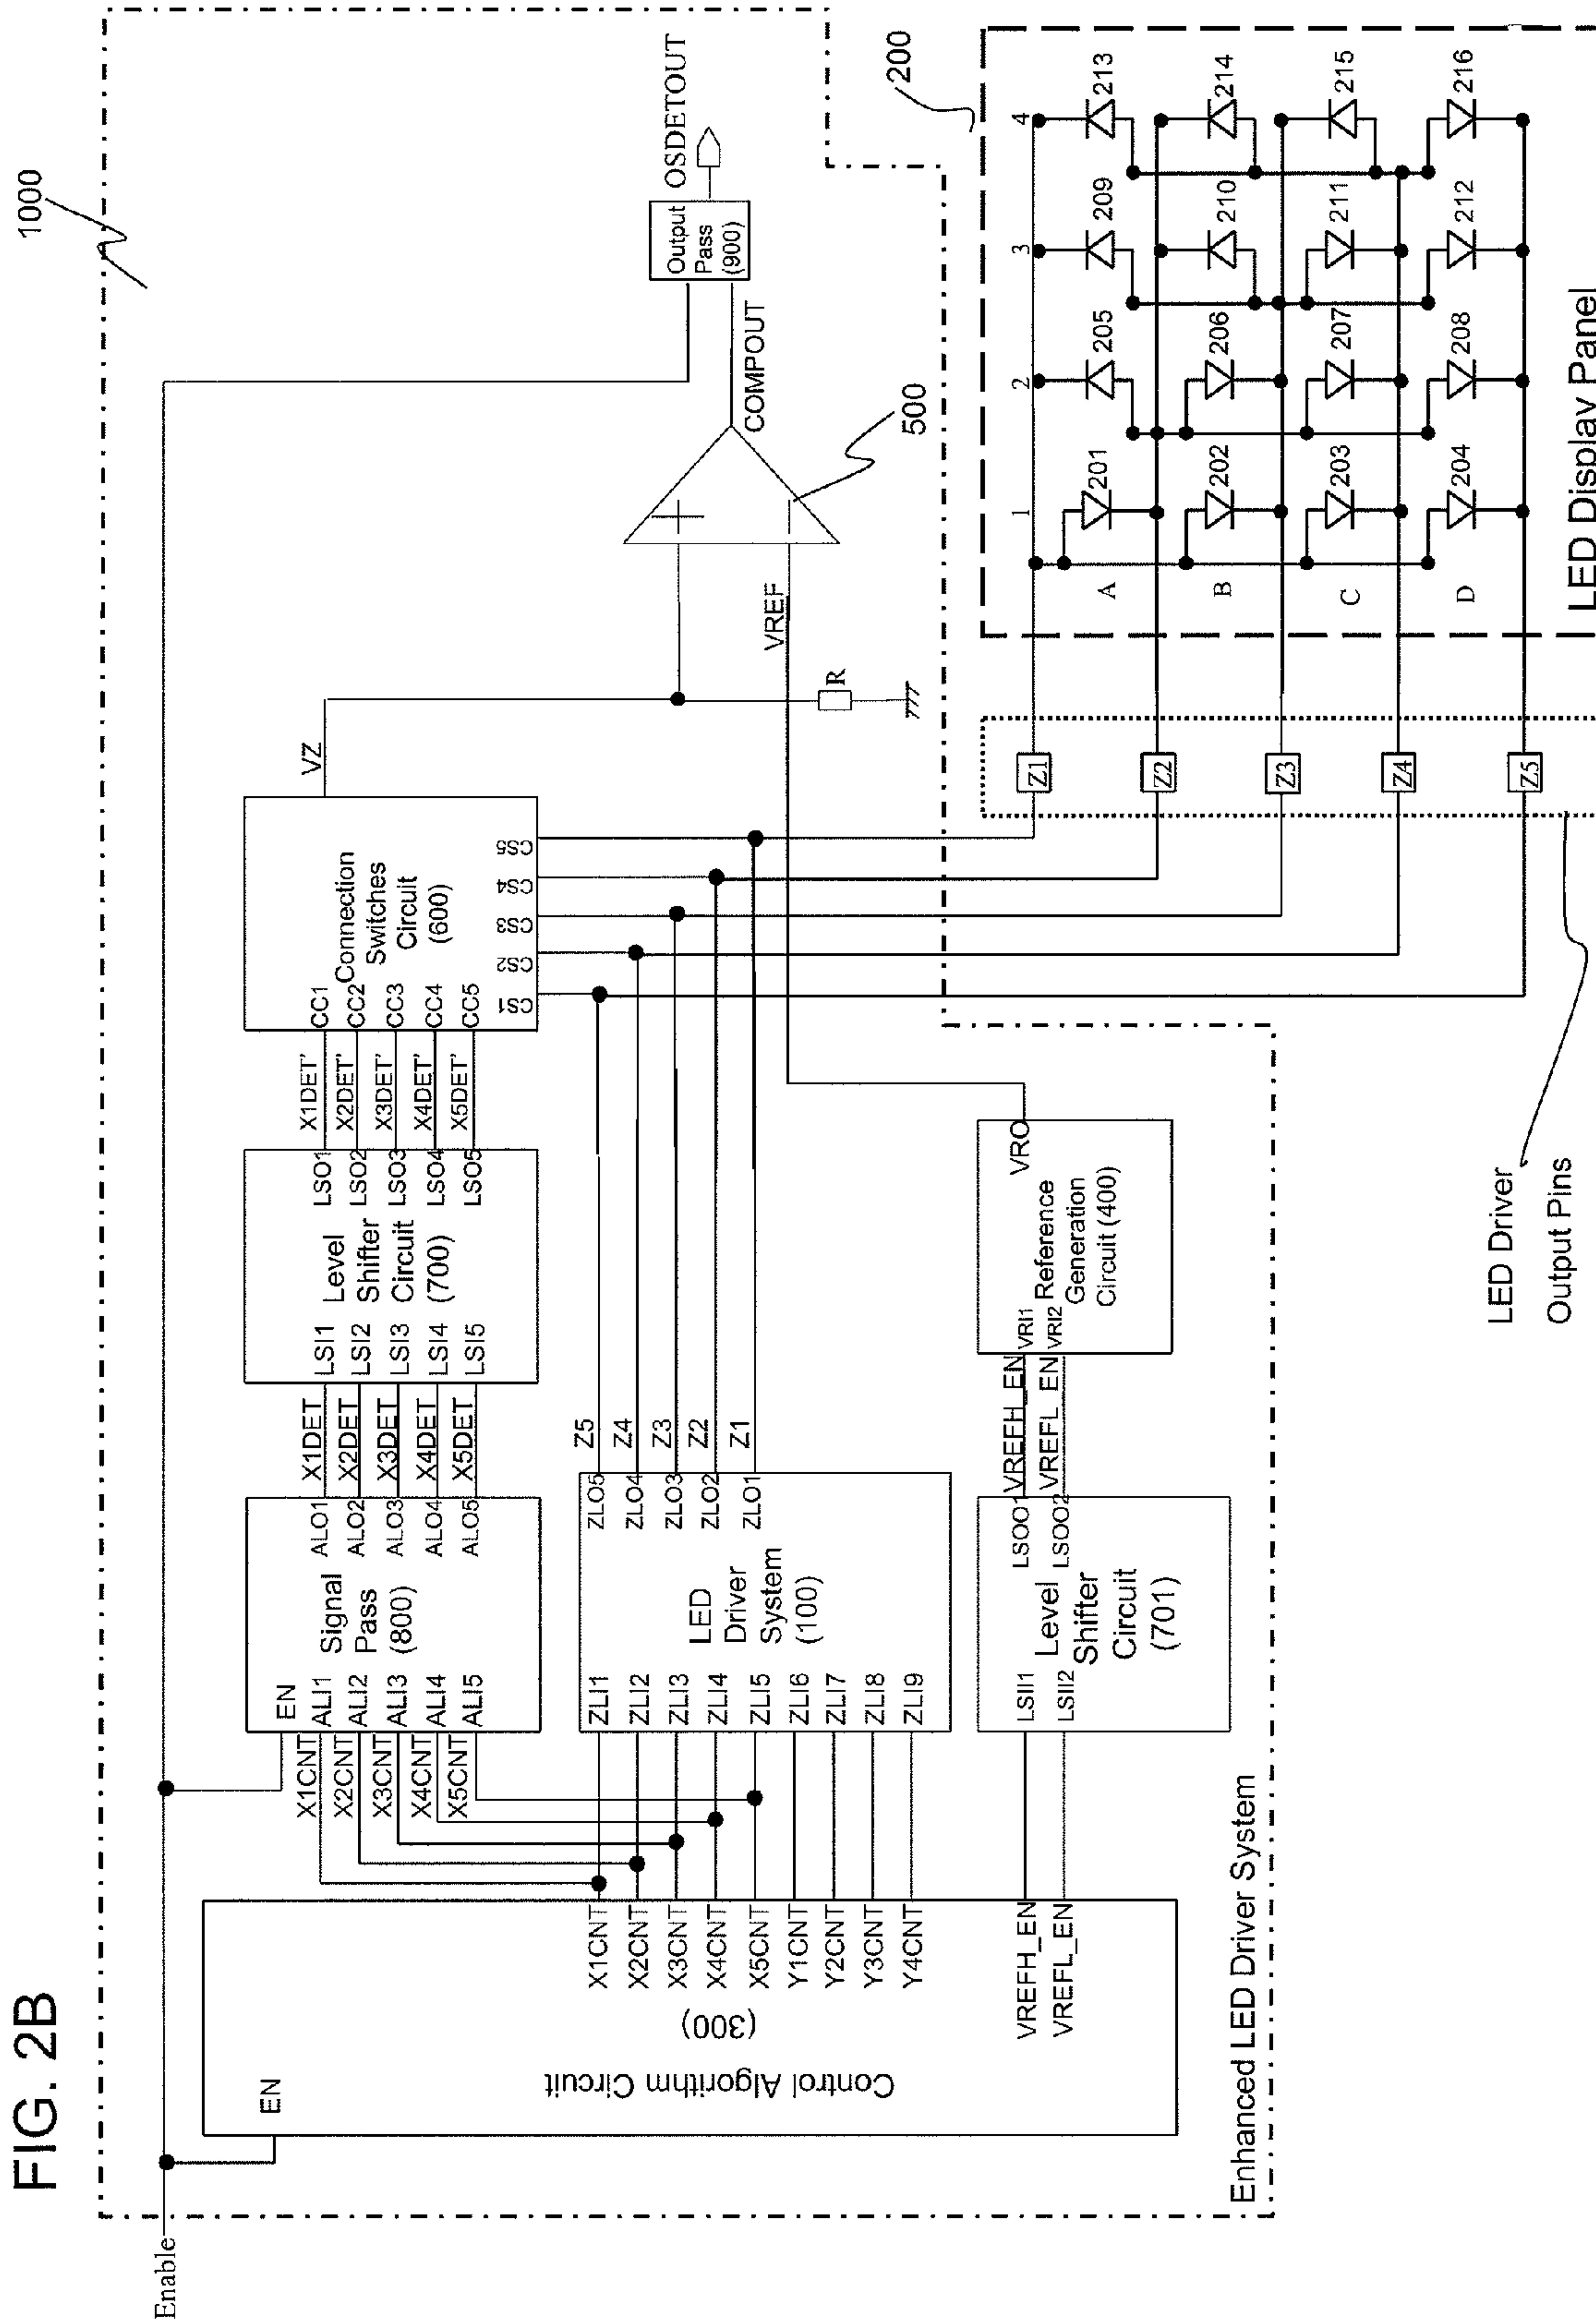 FIG. 2B
1000
Enable
EN
Control Algorithm Circuit
(300)
X1CNT
X2CNT
X3CNT
X4CNT
X5CNT
Y1CNT
Y2CNT
Y3CNT
Y4CNT
VREFH_EN
VREFL_EN
X1CNT
X2CNT
X3CNT
X4CNT
X5CNT
EN
ALI1
ALI2
ALI3
ALI4
ALI5
Signal
Pass
(800)
ALO1
ALO2
ALO3
ALO4
ALO5
X1DET
X2DET
X3DET
X4DET
X5DET
LSI1
LSI2
LSI3
LSI4
LSI5
Level
Shifter
Circuit
(700)
LSO1
LSO2
LSO3
LSO4
LSO5
X1DET'
X2DET'
X3DET'
X4DET'
X5DET'
CC1
CC2
CC3
CC4
CC5
Connection
Switches
Circuit
(600)
CS1
CS2
CS3
CS4
CS5
VZ
R
VREF
500
COMPOUT
Output
Pass
(900)
OSDETOUT
ZLI1
ZLI2
ZLI3
ZLI4
ZLI5
ZLI6
ZLI7
ZLI8
ZLI9
LED
Driver
System
(100)
ZLO5
ZLO4
ZLO3
ZLO2
ZLO1
Z5
Z4
Z3
Z2
Z1
LSII1
LSII2
Level
Shifter
Circuit
(701)
LSOO1
LSOO2
VREFH_EN
VREFL_EN
VRI1
VRI2
Reference
Generation
Circuit (400)
VRO
Enhanced LED Driver System
Z1
Z2
Z3
Z4
Z5
LED Driver
Output Pins
200
1
2
3
4
A
201
205
209
213
B
202
206
210
214
C
203
207
211
215
D
204
208
212
216
LED Display Panel